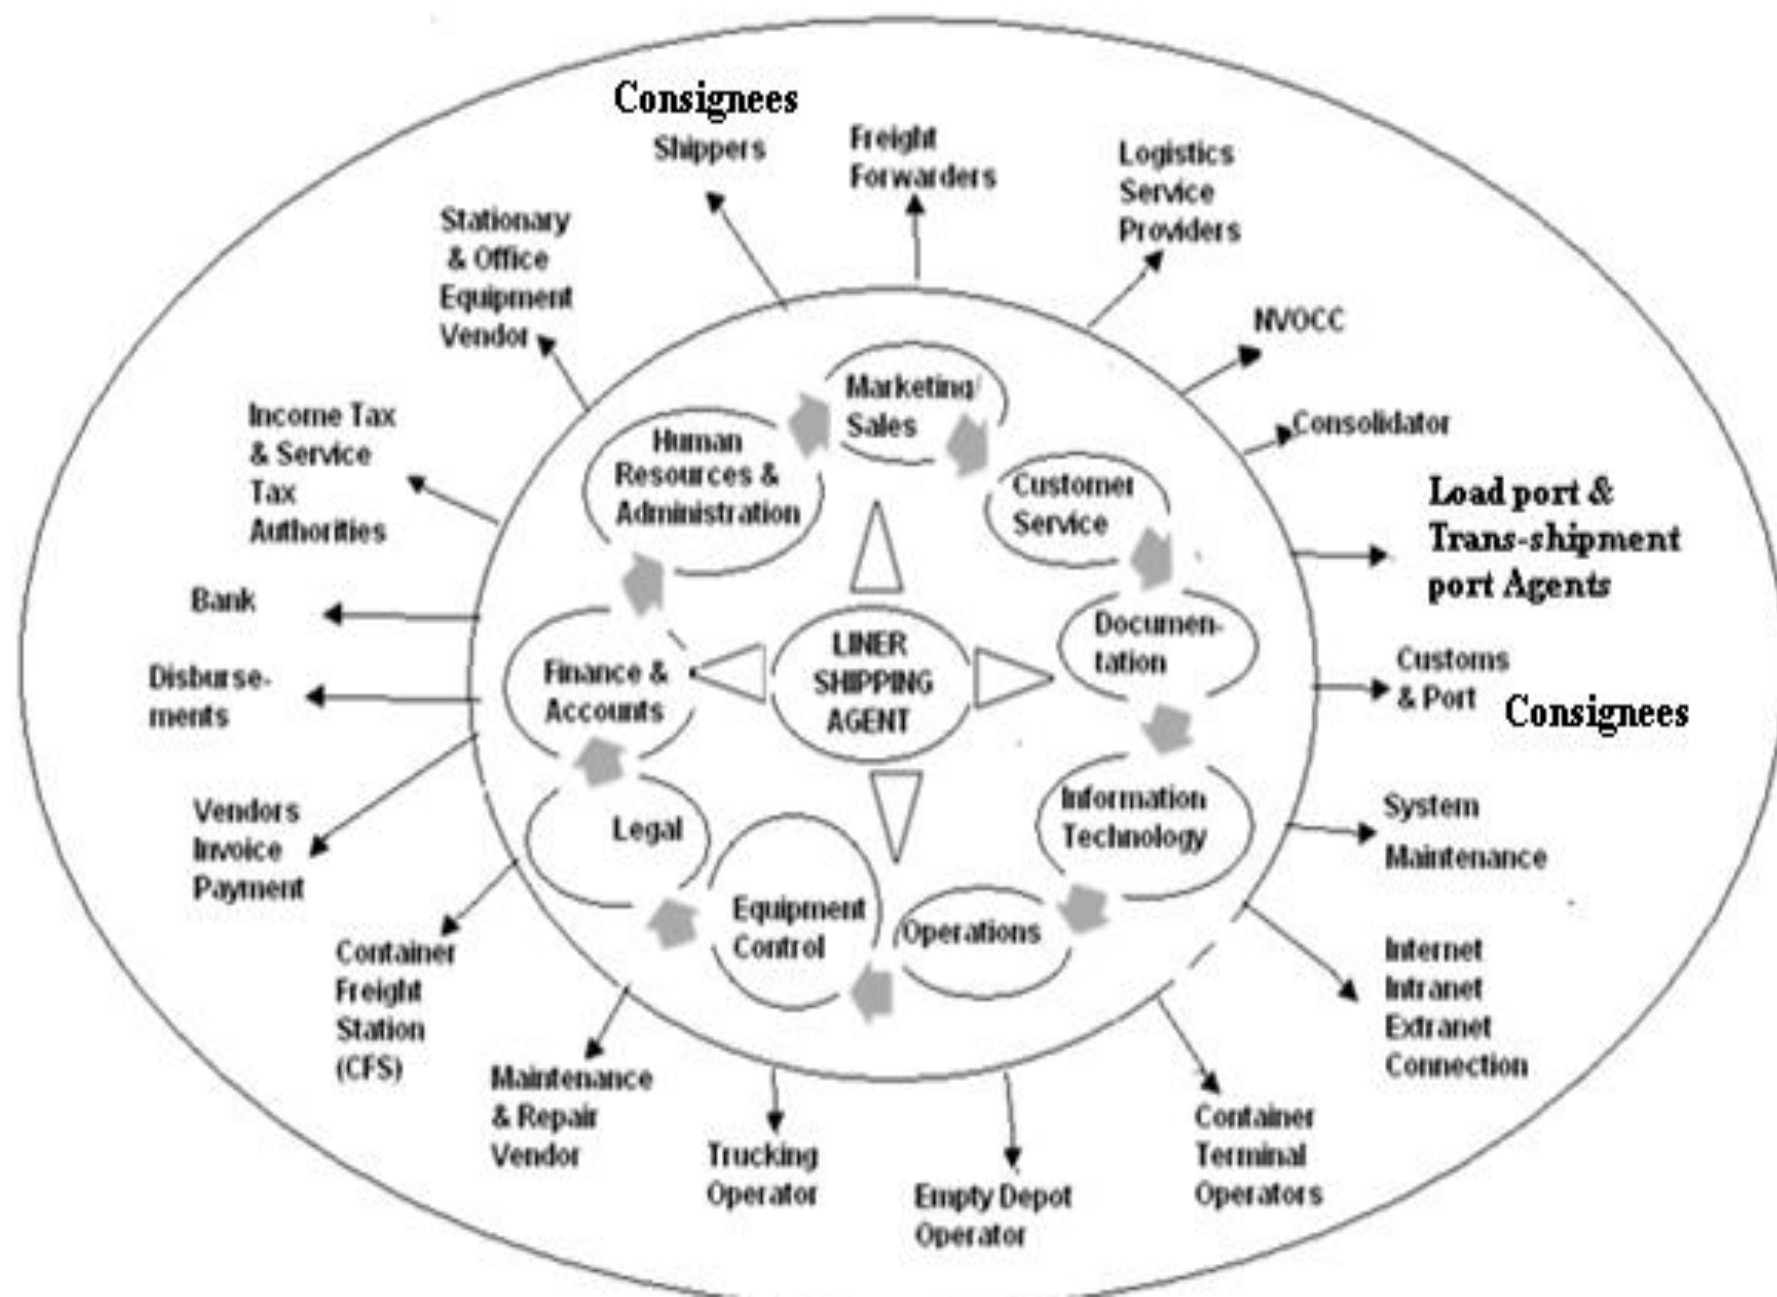 Consignees
Shippers
Freight
Forwarders
Logistics
Service
Providers
NVOCC
Consolidator
Load port &
Trans-shipment
port Agents
Customs
& Port
Consignees
System
Maintenance
Internet
Intranet
Extranet
Connection
Container
Terminal
Operators
Empty Depot
Operator
Trucking
Operator
Maintenance
& Repair
Vendor
Container
Freight
Station
(CFS)
Vendors
Invoice
Payment
Disburse-
ments
Bank
Income Tax
& Service
Tax
Authorities
Stationary
& Office
Equipment
Vendor
Marketing/
Sales
Customer
Service
Documen-
tation
Information
Technology
Operations
Equipment
Control
Legal
Finance &
Accounts
Human
Resources &
Administration
LINER
SHIPPING
AGENT